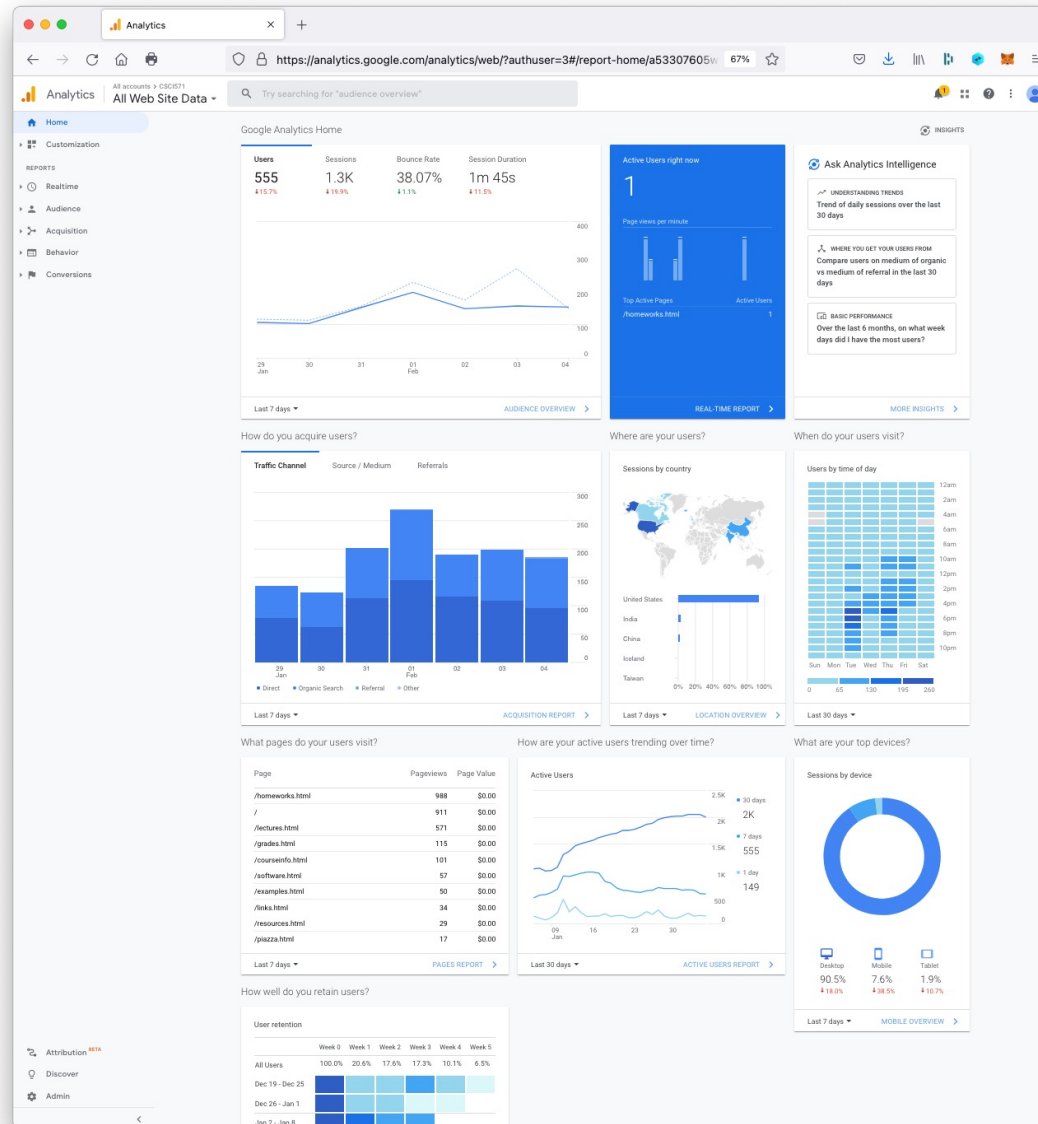 Analytics
https://analytics.google.com/analytics/web/?authuser=3#/report-home/a53307605w
67%
Analytics
All accounts > CSCI571
All Web Site Data
Try searching for "audience overview"
1
Home
Customization
REPORTS
Realtime
Audience
Acquisition
Behavior
Conversions
Attribution BETA
Discover
Admin
Google Analytics Home
INSIGHTS
Users Sessions Bounce Rate Session Duration
555 1.3K 38.07% 1m 45s
15.7% 19.9% 1.1% 11.5%
400
300
200
100
0
29 30 31 01 02 03 04
Jan Feb
Last 7 days
AUDIENCE OVERVIEW
Active Users right now
1
Page views per minute
Top Active Pages Active Users
/homeworks.html 1
REAL-TIME REPORT
Ask Analytics Intelligence
UNDERSTANDING TRENDS
Trend of daily sessions over the last
30 days
WHERE YOU GET YOUR USERS FROM
Compare users on medium of organic
vs medium of referral in the last 30
days
BASIC PERFORMANCE
Over the last 6 months, on what week
days did I have the most users?
MORE INSIGHTS
How do you acquire users?
Traffic Channel Source / Medium Referrals
300
250
200
150
100
50
0
29 30 31 01 02 03 04
Jan Feb
Direct Organic Search Referral Other
Last 7 days
ACQUISITION REPORT
Where are your users?
Sessions by country
United States
India
China
Iceland
Taiwan
0% 20% 40% 60% 80% 100%
Last 7 days
LOCATION OVERVIEW
When do your users visit?
Users by time of day
12am
2am
4am
6am
8am
10am
12pm
2pm
4pm
6pm
8pm
10pm
Sun Mon Tue Wed Thu Fri Sat
0 65 130 195 260
Last 30 days
What pages do your users visit?
Page Pageviews Page Value
/homeworks.html 988 $0.00
/ 911 $0.00
/lectures.html 571 $0.00
/grades.html 115 $0.00
/courseinfo.html 101 $0.00
/software.html 57 $0.00
/examples.html 50 $0.00
/links.html 34 $0.00
/resources.html 29 $0.00
/piazza.html 17 $0.00
Last 7 days
PAGES REPORT
How are your active users trending over time?
Active Users
2.5K
2K
1.5K
1K
500
0
30 days
2K
7 days
555
1 day
149
09 16 23 30
Jan
Last 30 days
ACTIVE USERS REPORT
What are your top devices?
Sessions by device
Desktop Mobile Tablet
90.5% 7.6% 1.9%
18.0% 38.5% 10.7%
Last 7 days
MOBILE OVERVIEW
How well do you retain users?
User retention
Week 0 Week 1 Week 2 Week 3 Week 4 Week 5
All Users 100.0% 20.6% 17.6% 17.3% 10.1% 6.5%
Dec 19 - Dec 25
Dec 26 - Jan 1
Jan 2 - Jan 8